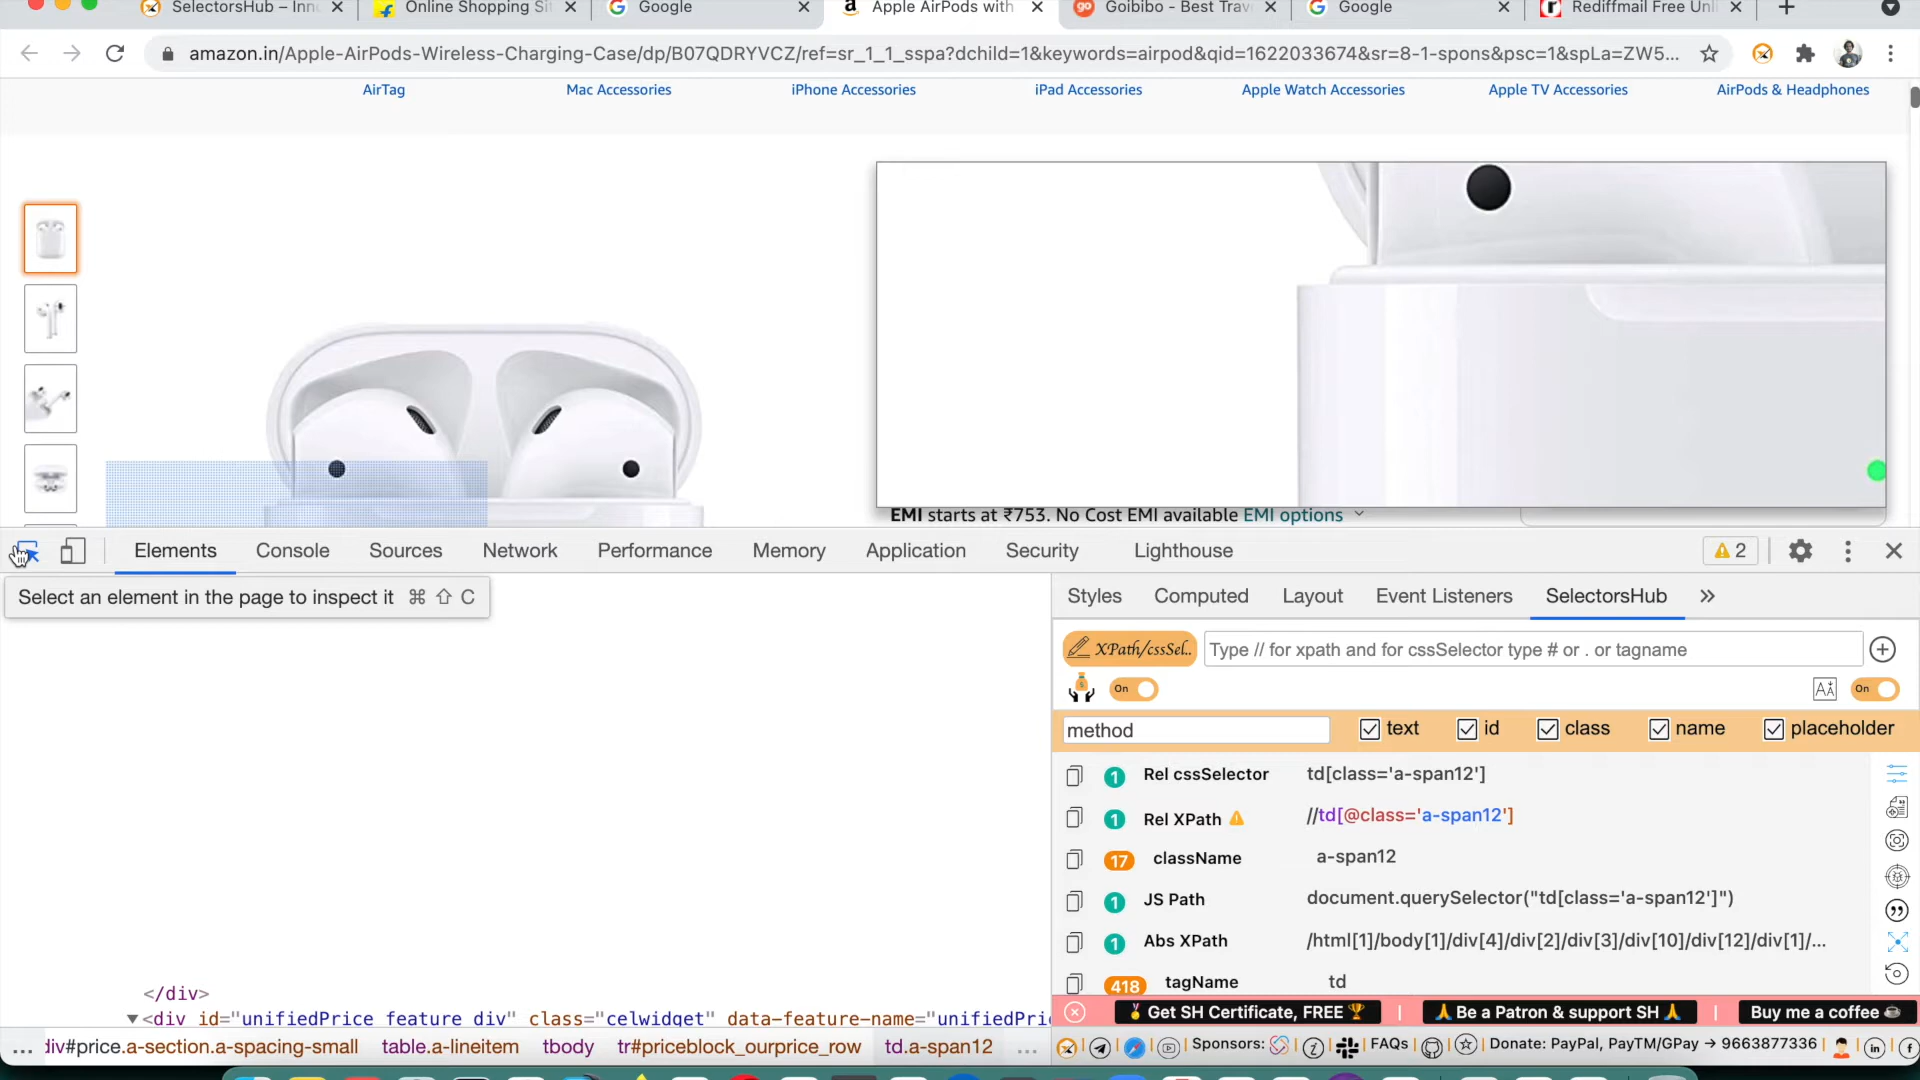 SelectorsHub – Inn
Online Shopping Si
Google
Apple AirPods with
Goibibo - Best Trav
Google
Rediffmail Free Unl
amazon.in/Apple-AirPods-Wireless-Charging-Case/dp/B07QDRYVCZ/ref=sr_1_1_sspa?dchild=1&keywords=airpod&qid=1622033674&sr=8-1-spons&psc=1&spLa=ZW5...
AirTag Mac Accessories iPhone Accessories iPad Accessories Apple Watch Accessories Apple TV Accessories AirPods & Headphones
EMI starts at ₹753. No Cost EMI available EMI options
Elements Console Sources Network Performance Memory Application Security Lighthouse 2
Select an element in the page to inspect it ⌘ ⇧ C
Styles Computed Layout Event Listeners SelectorsHub »
XPath/cssSel.. Type // for xpath and for cssSelector type # or . or tagname
On On
method text id class name placeholder
1 Rel cssSelector td[class='a-span12']
1 Rel XPath //td[@class='a-span12']
17 className a-span12
1 JS Path document.querySelector("td[class='a-span12']")
1 Abs XPath /html[1]/body[1]/div[4]/div[2]/div[3]/div[10]/div[12]/div[1]/...
418 tagName td
</div>
▼<div id="unifiedPrice_feature_div" class="celwidget" data-feature-name="unifiedPri
Get SH Certificate, FREE | Be a Patron & support SH | Buy me a coffee
... div#price.a-section.a-spacing-small table.a-lineitem tbody tr#priceblock_ourprice_row td.a-span12 ...
Sponsors: FAQs Donate: PayPal, PayTM/GPay → 9663877336